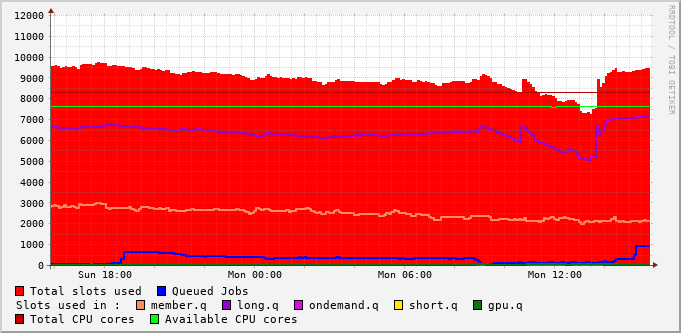 12000
11000
10000
9000
8000
7000
6000
5000
4000
3000
2000
1000
0
Sun 18:00 Mon 00:00 Mon 06:00 Mon 12:00
RRDTOOL / TOBI OETIKER
Total slots used Queued Jobs
Slots used in : member.q long.q ondemand.q short.q gpu.q
Total CPU cores Available CPU cores